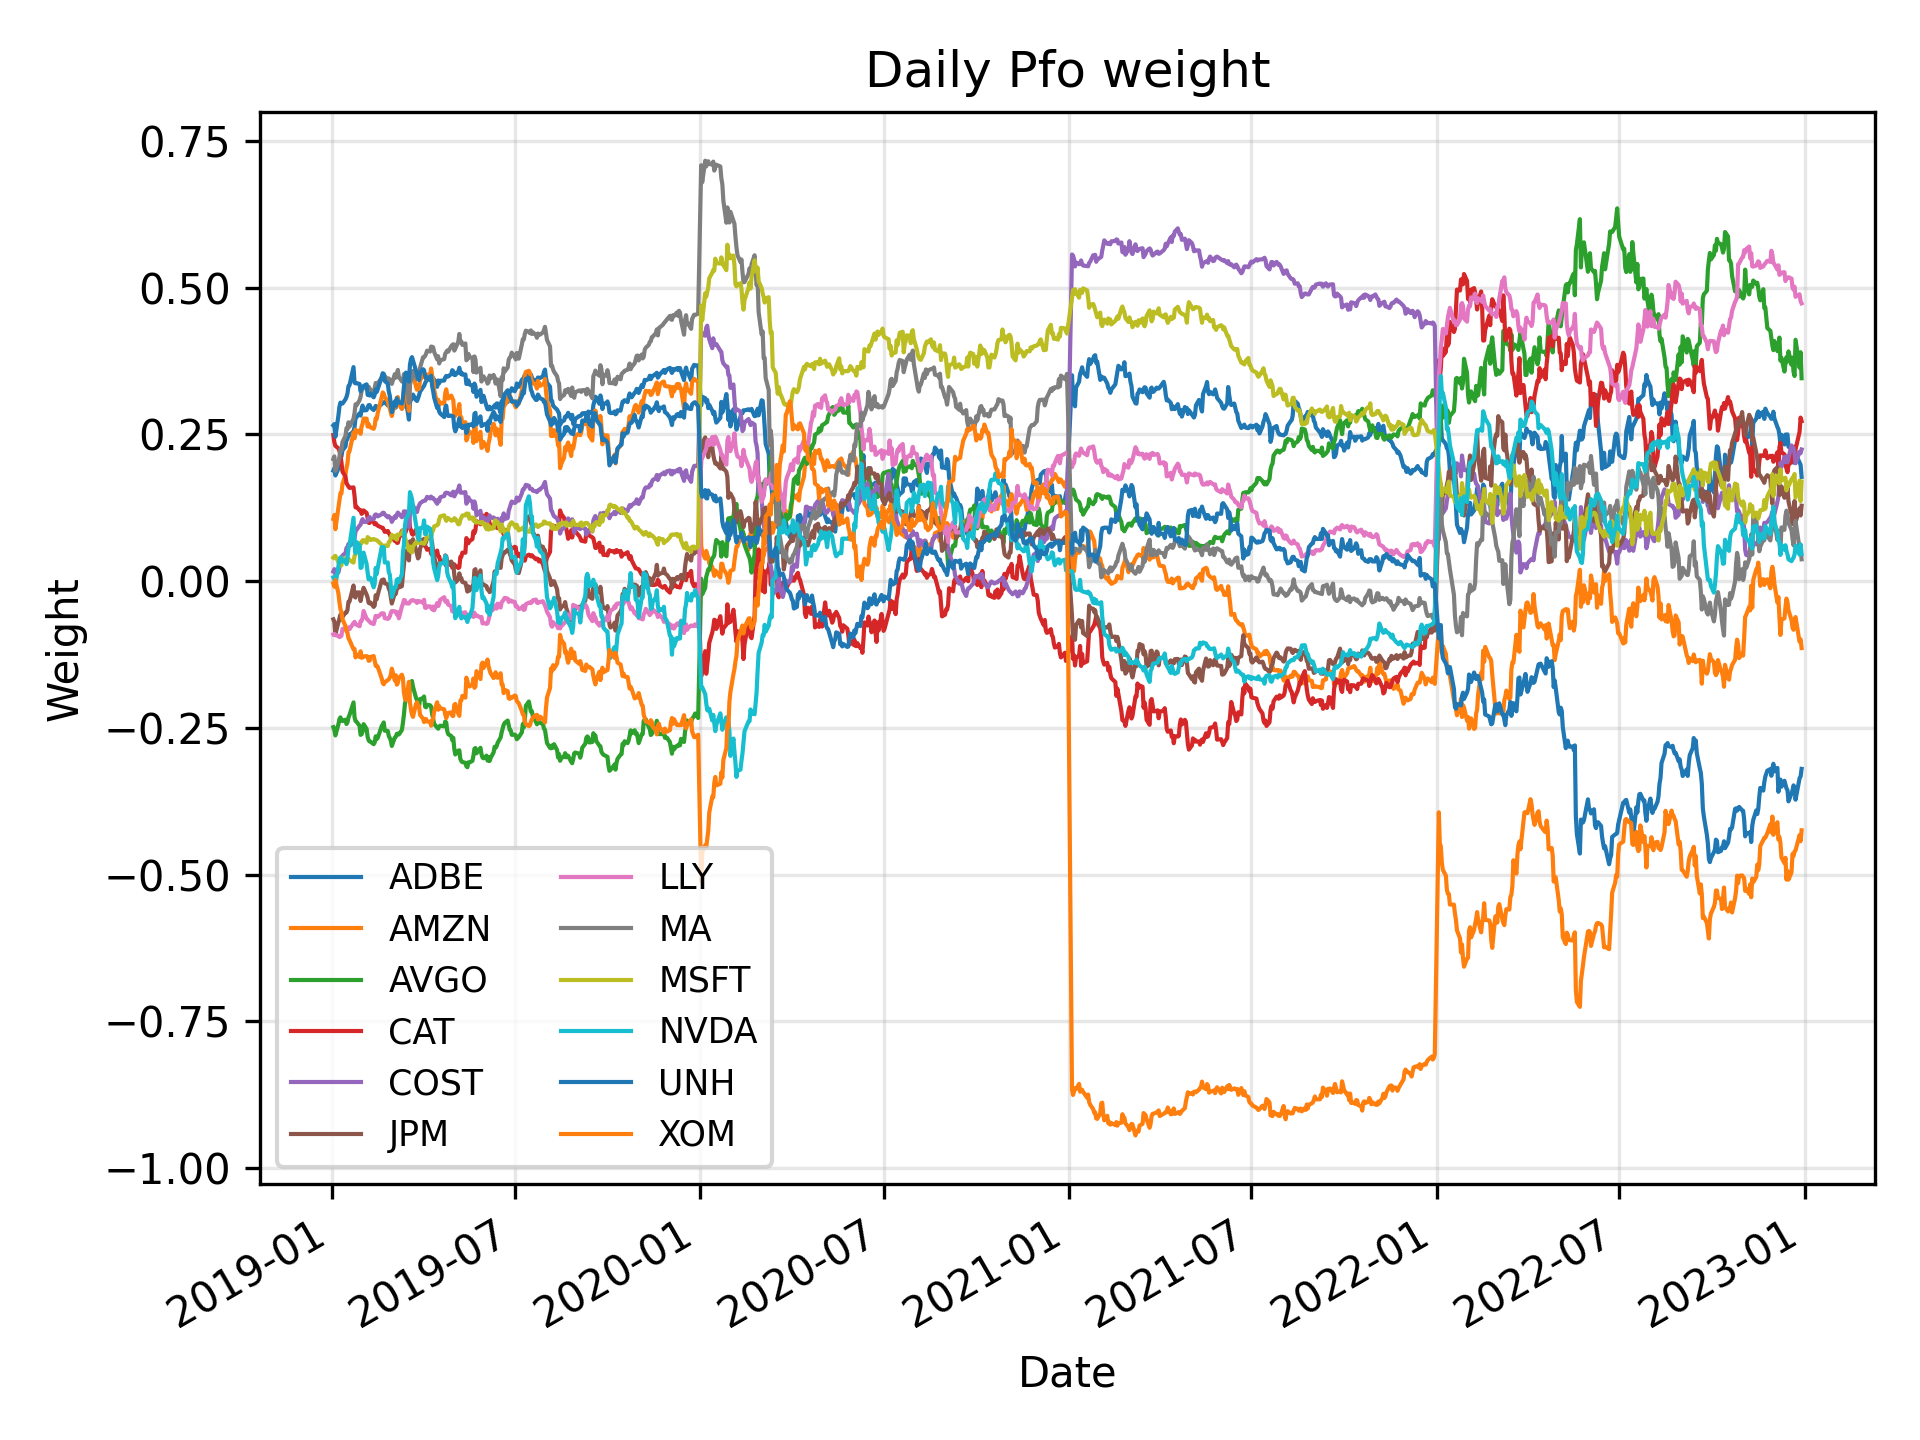 Daily Pfo weight
0.75
0.50
0.25
0.00
−0.25
−0.50
−0.75
−1.00
Weight
ADBE
AMZN
AVGO
CAT
COST
JPM
LLY
MA
MSFT
NVDA
UNH
XOM
2019-01
2019-07
2020-01
2020-07
2021-01
2021-07
2022-01
2022-07
2023-01
Date